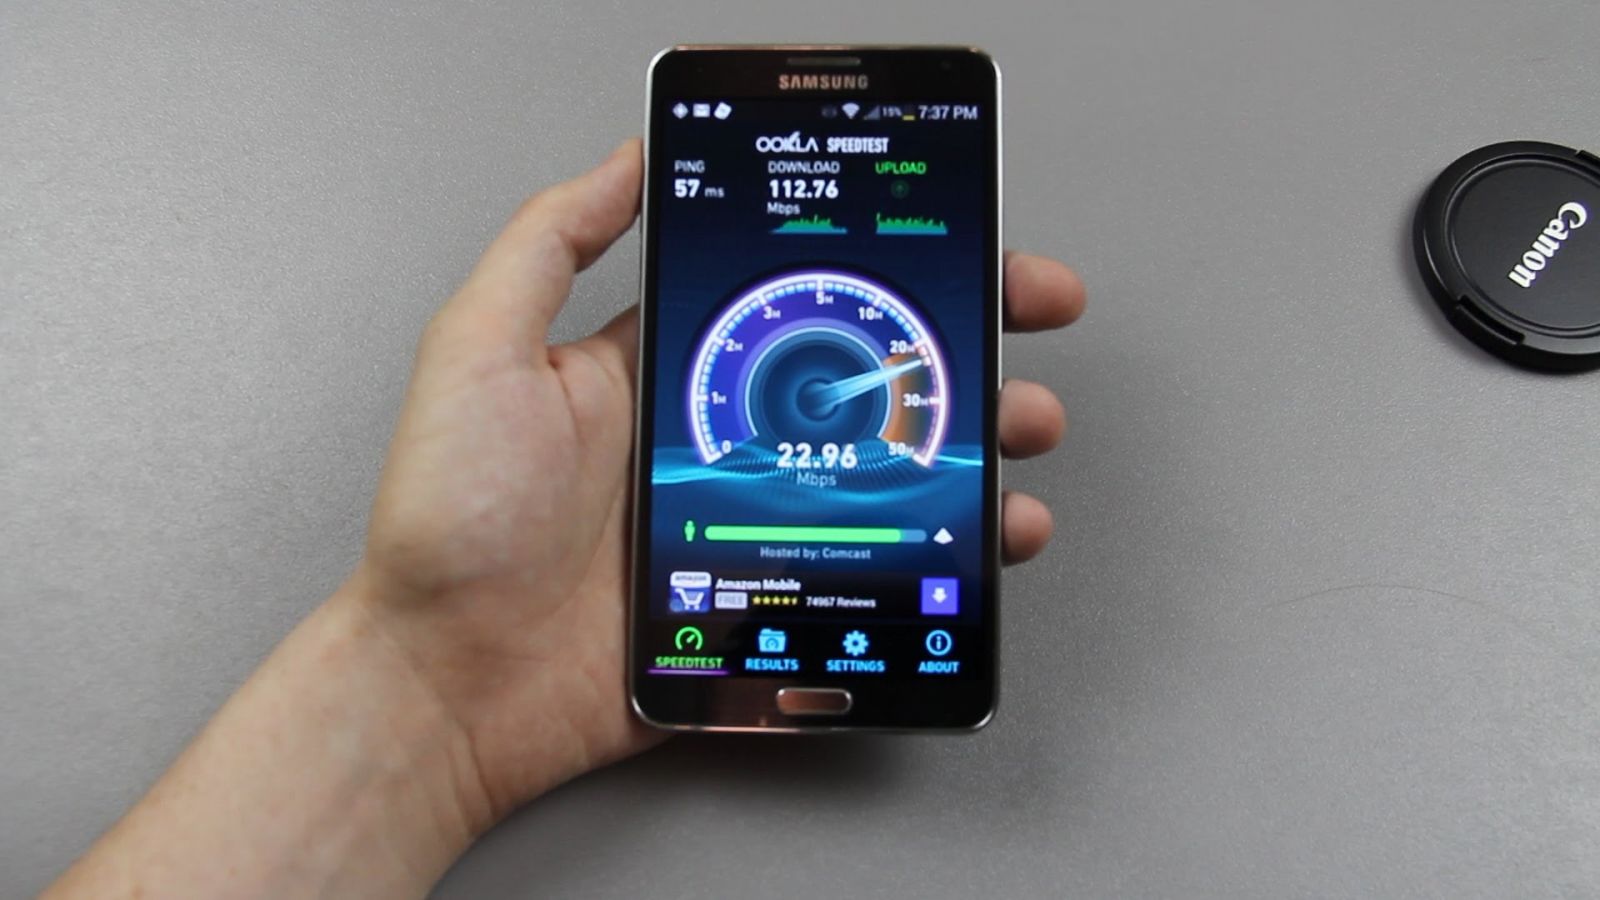 SAMSUNG
15% 7:37 PM
OOKLA SPEEDTEST
PING DOWNLOAD UPLOAD
57 ms 112.76
Mbps
5M
3M 10M
2M 20M
1M 30M
0 50M
22.96
Mbps
Hosted by: Comcast
amazon Amazon Mobile
FREE 74967 Reviews
SPEEDTEST RESULTS SETTINGS ABOUT
Canon